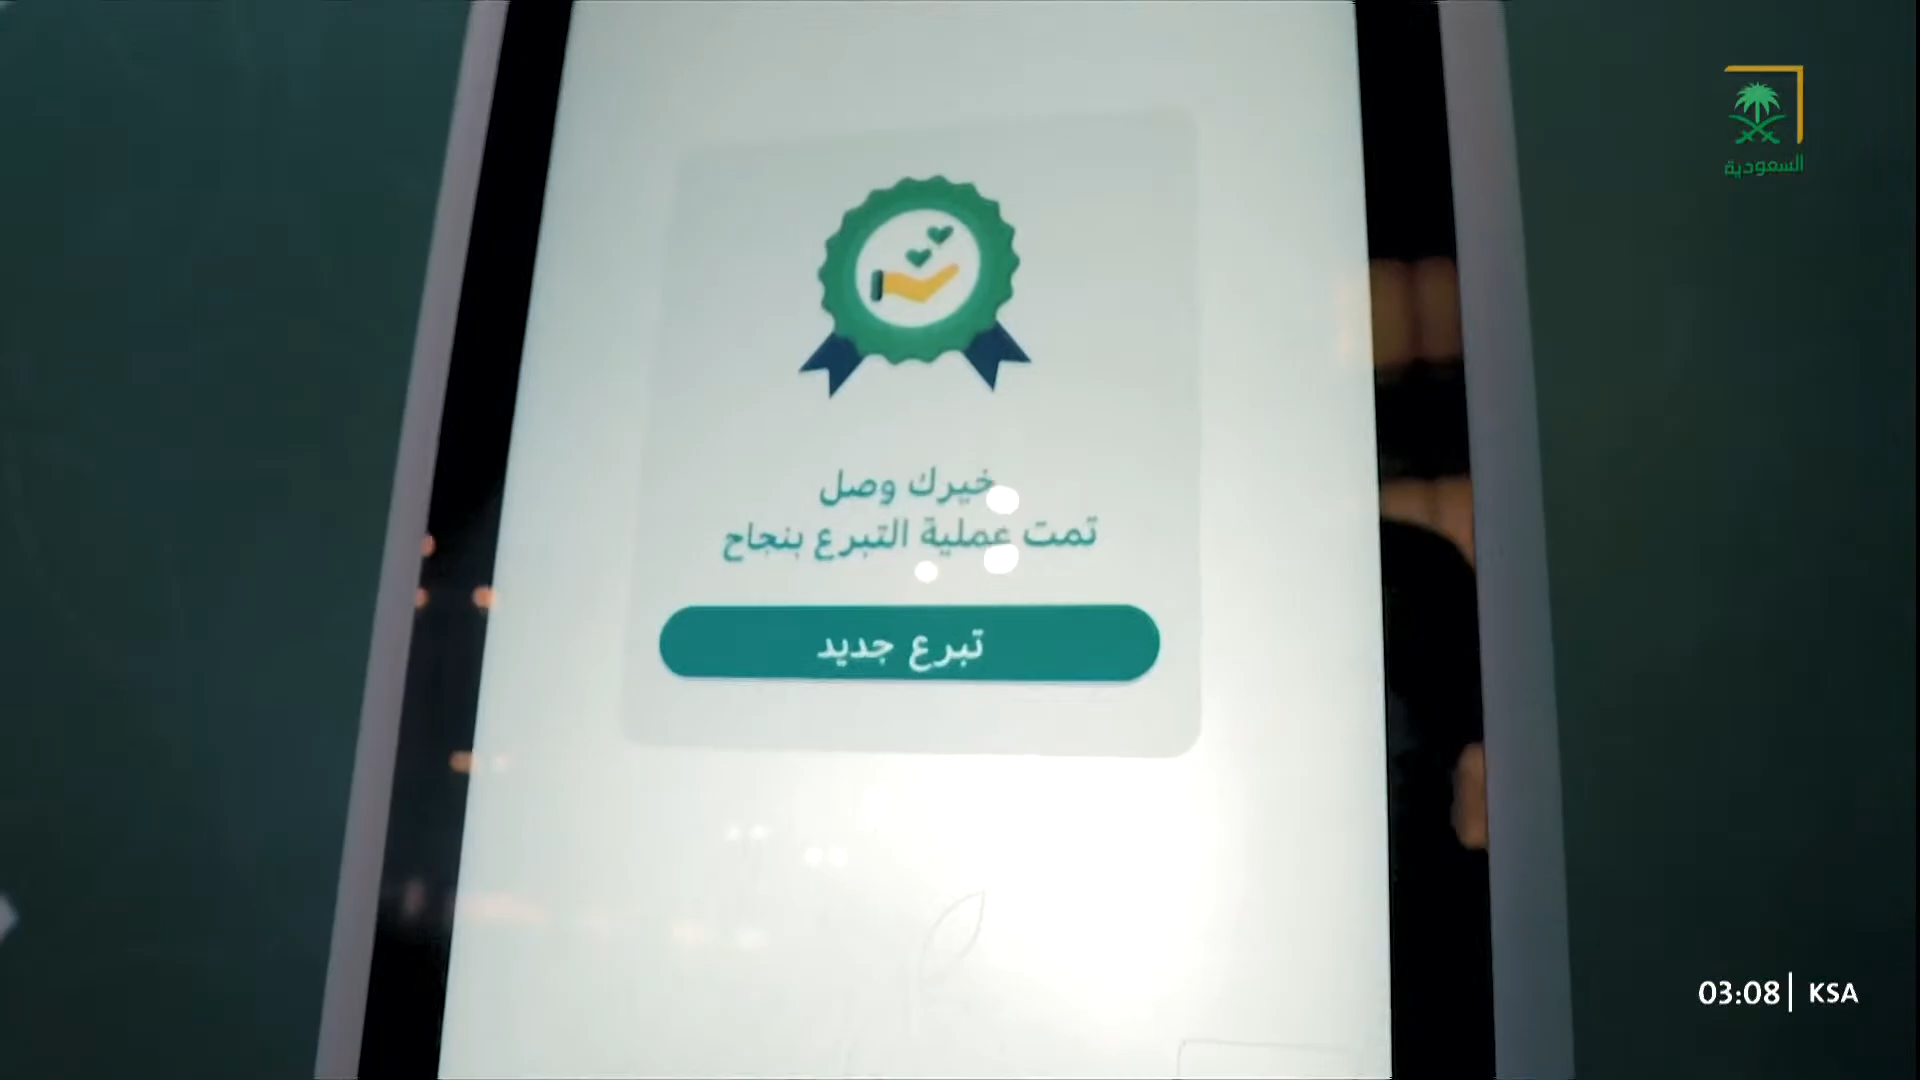 السعودية
خيرك وصل
تمت عملية التبرع بنجاح
تبرع جديد
03:08 | KSA